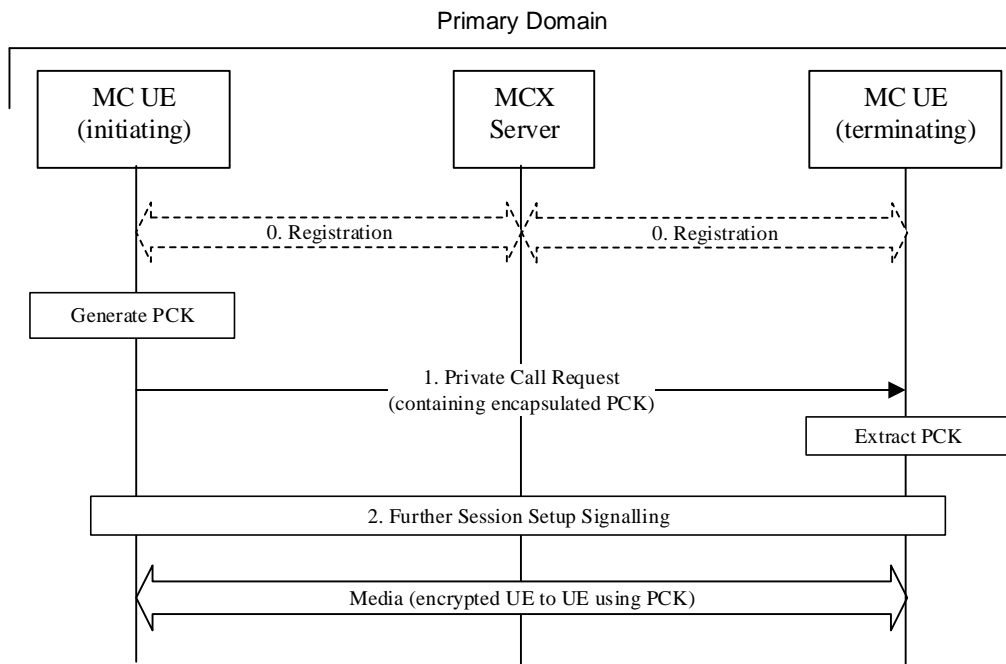 Primary Domain
MC UE
(initiating)
MCX
Server
MC UE
(terminating)
0. Registration
0. Registration
Generate PCK
1. Private Call Request
(containing encapsulated PCK)
Extract PCK
2. Further Session Setup Signalling
Media (encrypted UE to UE using PCK)